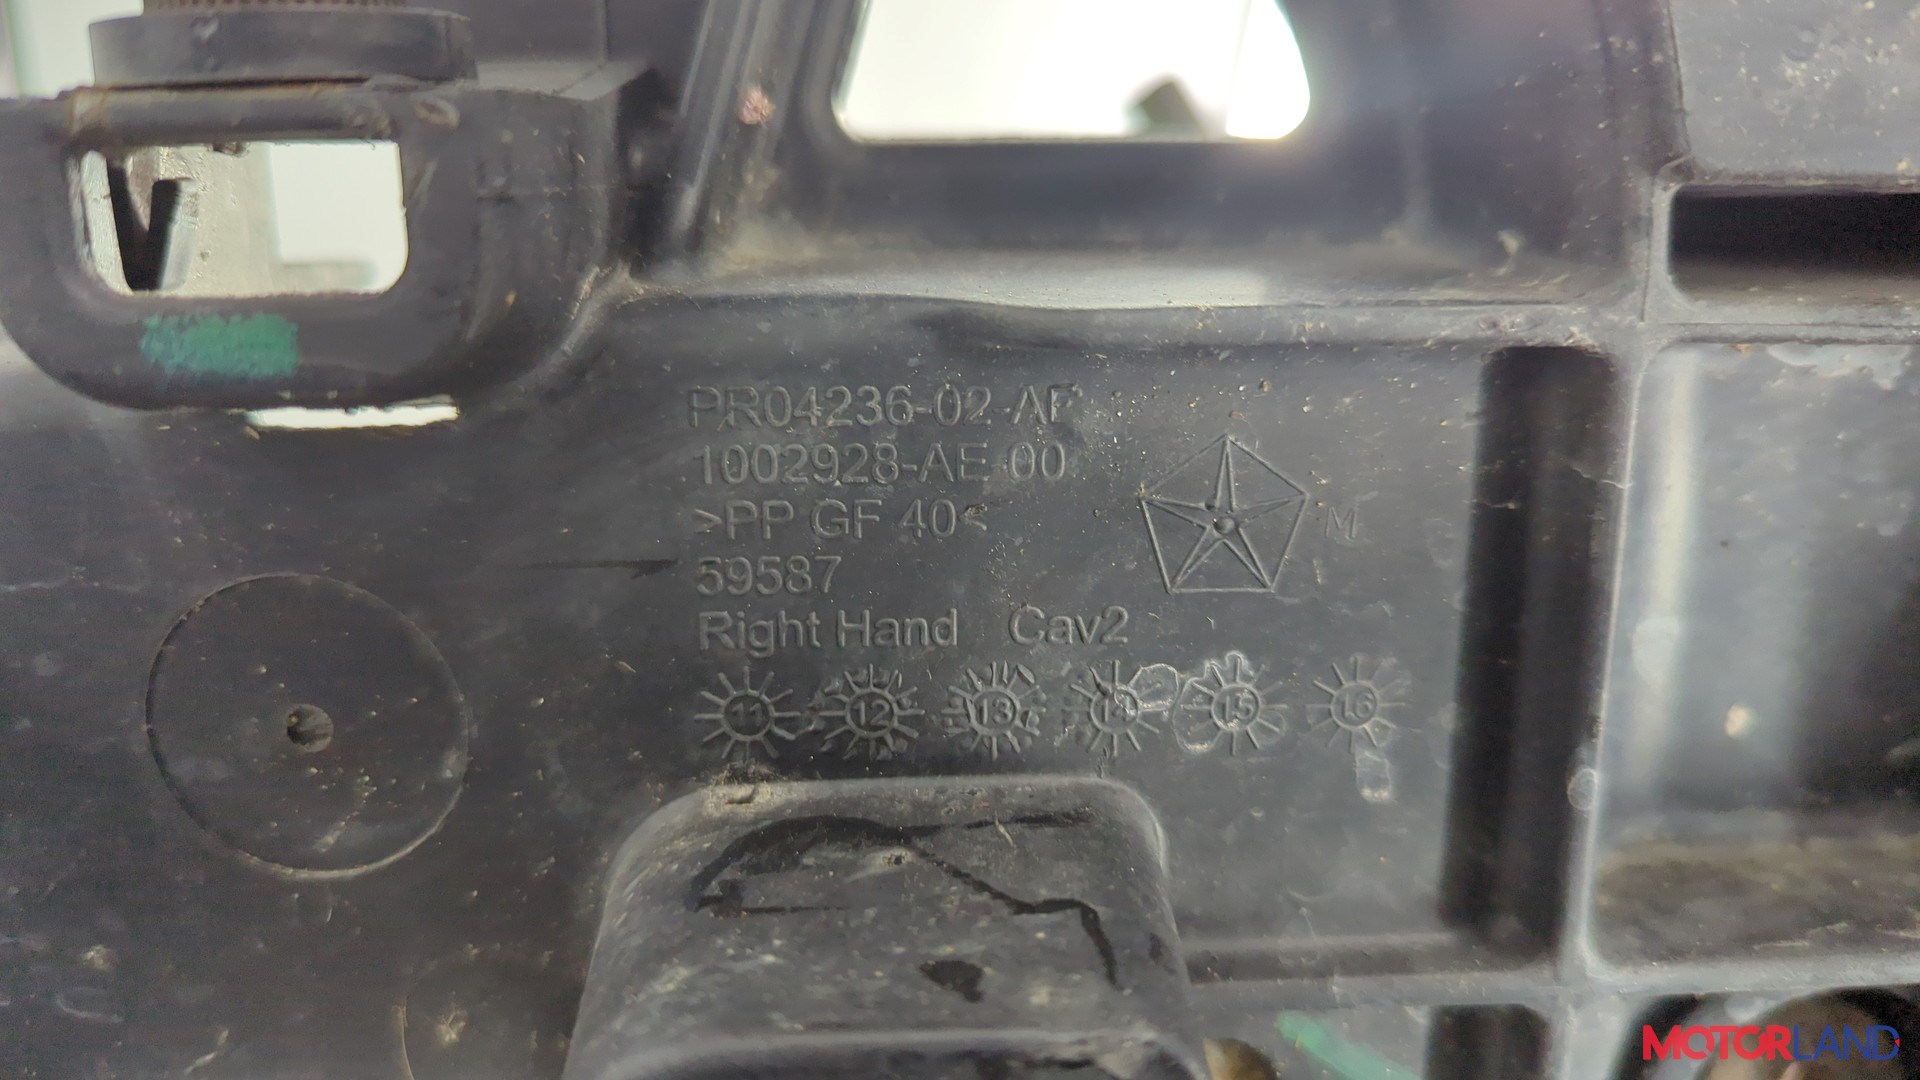 PR04236-02-AF
1002928-AE 00
>PP GF 40<
59587
M
Right Hand Cav2
11 12 13 14 15 16
MOTORLAND